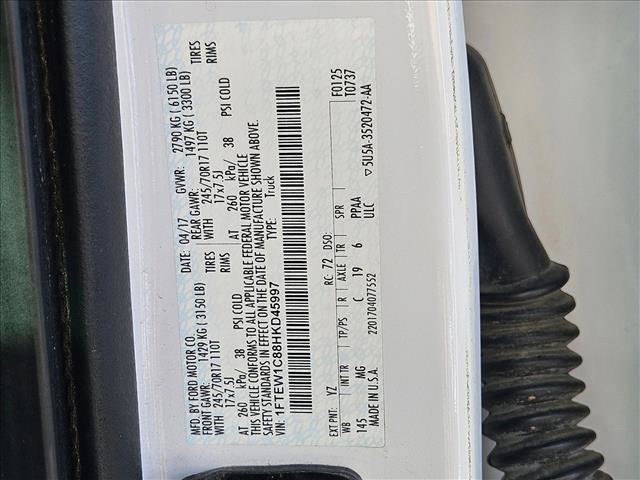 MFD. BY FORD MOTOR CO.
DATE: 04/17 GVWR: 2790 KG ( 6150 LB)
FRONT GAWR: 1429 KG ( 3150 LB) REAR GAWR: 1497 KG ( 3300 LB)
WITH 245/70R17 110T TIRES WITH 245/70R17 110T TIRES
17x7.5J RIMS 17x7.5J RIMS
AT 260 kPa/ 38 PSI COLD AT 260 kPa/ 38 PSI COLD
THIS VEHICLE CONFORMS TO ALL APPLICABLE FEDERAL MOTOR VEHICLE
SAFETY STANDARDS IN EFFECT ON THE DATE OF MANUFACTURE SHOWN ABOVE.
VIN: 1FTEW1C88HKD45997 TYPE: Truck
F0125
T0737
EXT PNT: YZ RC: 72 DSO:
WB INT TR TP/PS R AXLE TR SPR
145 MG C 19 6 PPAA
ULC
MADE IN U.S.A. 2201704077552
▽5U5A-3520472-AA